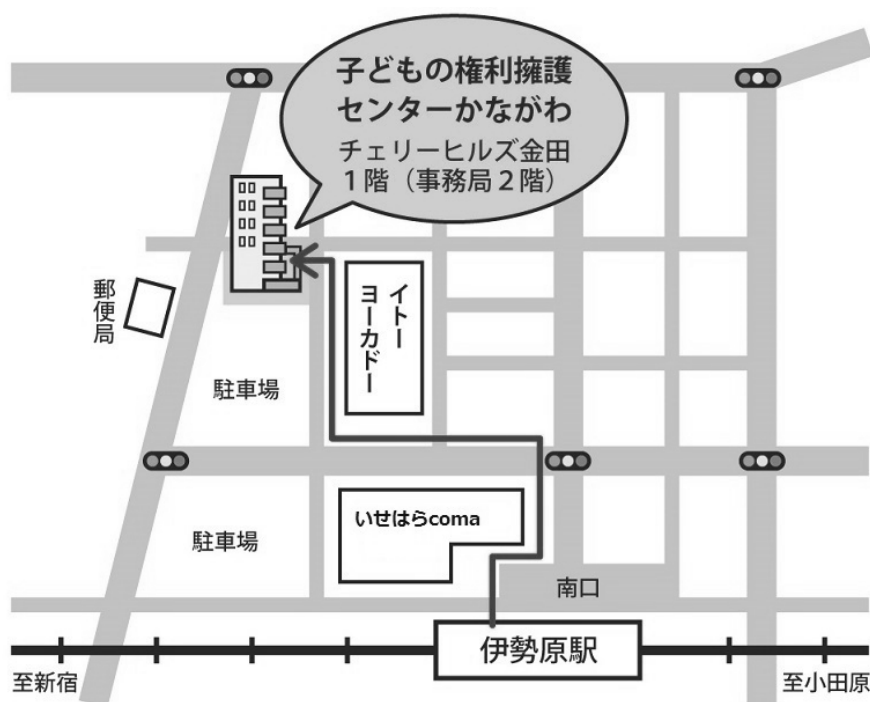 子どもの権利擁護
センターかながわ
チェリーヒルズ金田
１階（事務局２階）
郵便局
イトー
ヨーカドー
駐車場
いせはらcoma
駐車場
南口
伊勢原駅
至新宿
至小田原